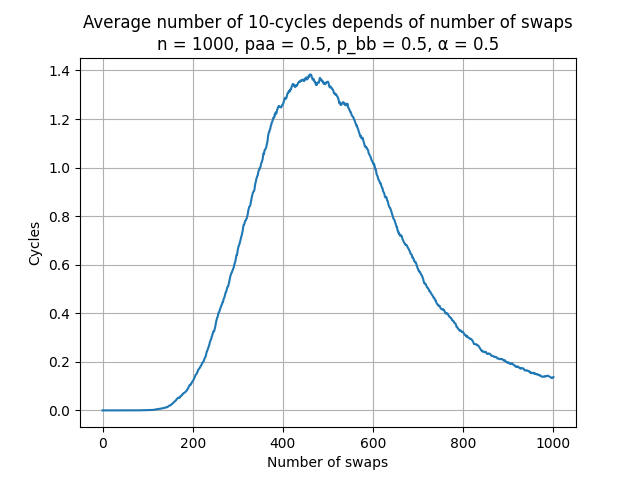 Average number of 10-cycles depends of number of swaps
n = 1000, paa = 0.5, p_bb = 0.5, α = 0.5
1.4
1.2
1.0
0.8
0.6
0.4
0.2
0.0
Cycles
0 200 400 600 800 1000
Number of swaps